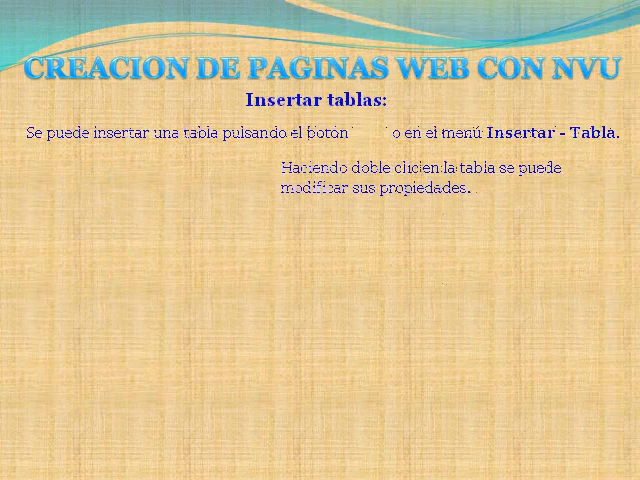 CREACION DE PAGINAS WEB CON NVU
Insertar tablas:
Se puede insertar una tabla pulsando el botón o en el menú Insertar - Tabla.
Haciendo doble clic en la tabla se puede
modificar sus propiedades.